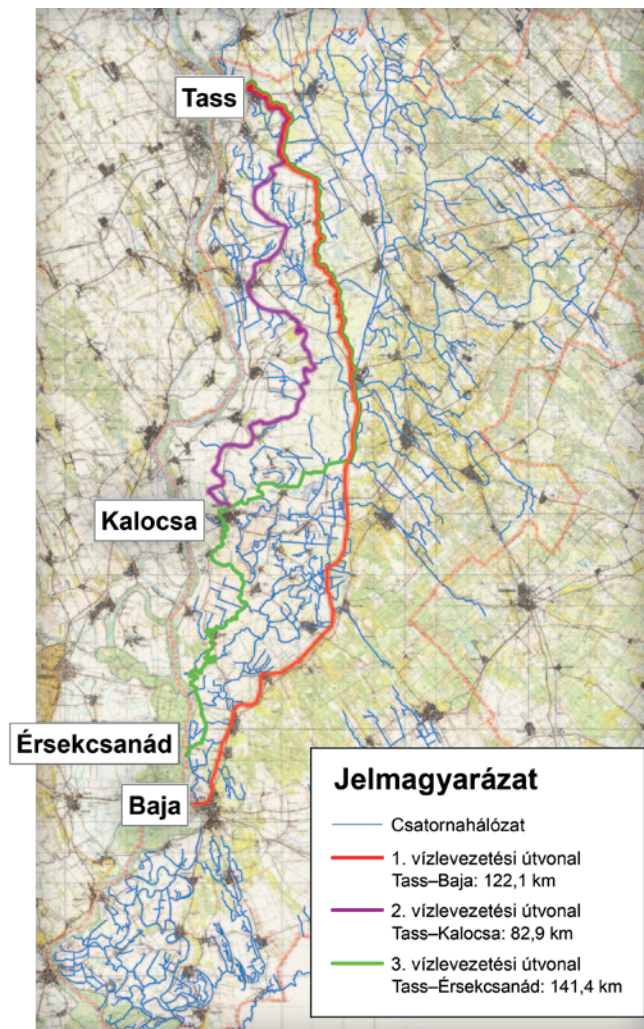 Tass
Kalocsa
Érsekcsanád
Baja
Jelmagyarázat
Csatornahálózat
1. vízlevezetési útvonal
Tass–Baja: 122,1 km
2. vízlevezetési útvonal
Tass–Kalocsa: 82,9 km
3. vízlevezetési útvonal
Tass–Érsekcsanád: 141,4 km